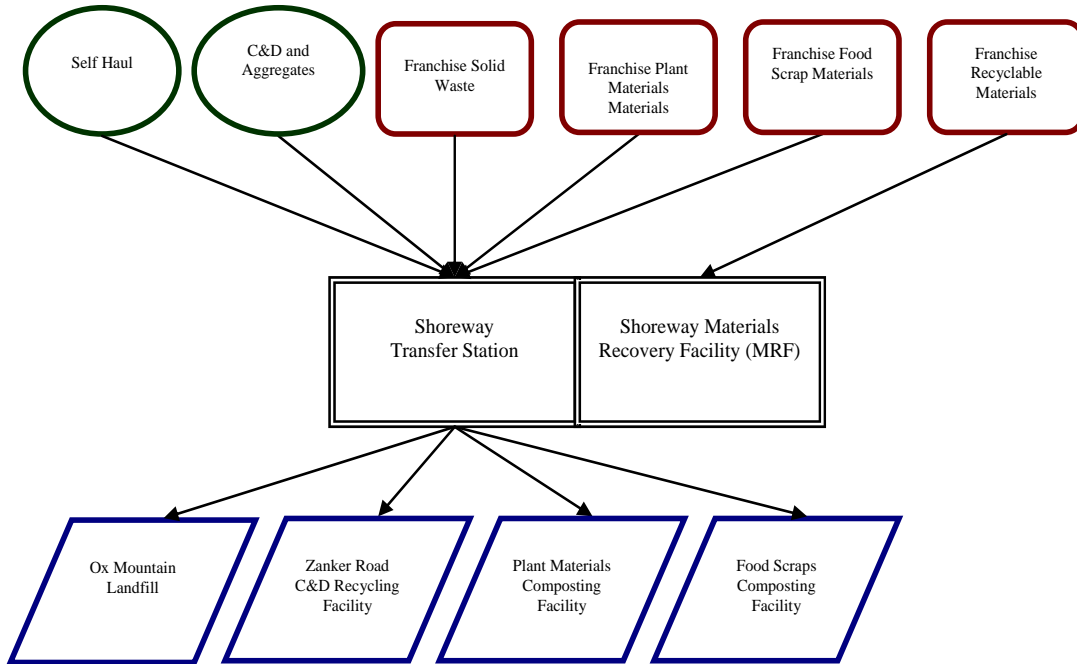 Self Haul
C&D and
Aggregates
Franchise Solid
Waste
Franchise Plant
Materials
Materials
Franchise Food
Scrap Materials
Franchise
Recyclable
Materials
Shoreway
Transfer Station
Shoreway Materials
Recovery Facility (MRF)
Ox Mountain
Landfill
Zanker Road
C&D Recycling
Facility
Plant Materials
Composting
Facility
Food Scraps
Composting
Facility